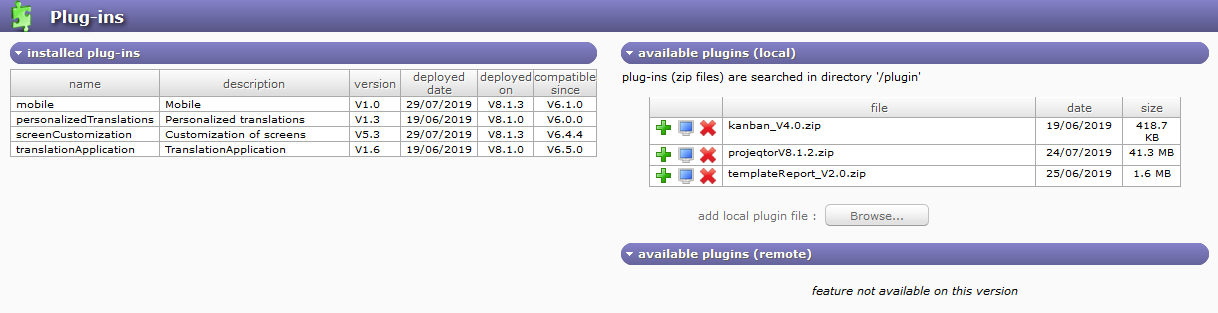 Plug-ins
installed plug-ins
name description version deployed date deployed on compatible since
mobile Mobile V1.0 29/07/2019 V8.1.3 V6.1.0
personalizedTranslations Personalized translations V1.3 19/06/2019 V8.1.0 V6.0.0
screenCustomization Customization of screens V5.3 29/07/2019 V8.1.3 V6.4.4
translationApplication TranslationApplication V1.6 19/06/2019 V8.1.0 V6.5.0
available plugins (local)
plug-ins (zip files) are searched in directory '/plugin'
file date size
kanban_V4.0.zip 19/06/2019 418.7 KB
projeqtorV8.1.2.zip 24/07/2019 41.3 MB
templateReport_V2.0.zip 25/06/2019 1.6 MB
add local plugin file : Browse...
available plugins (remote)
feature not available on this version